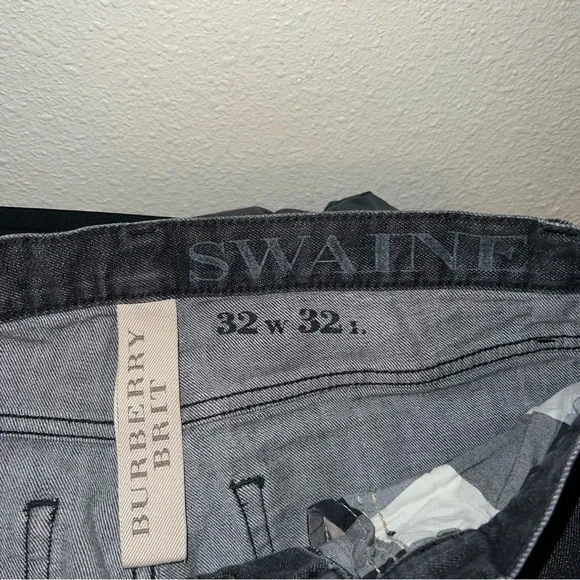 SWAINE
32 W 32 L
BURBERRY
BRIT